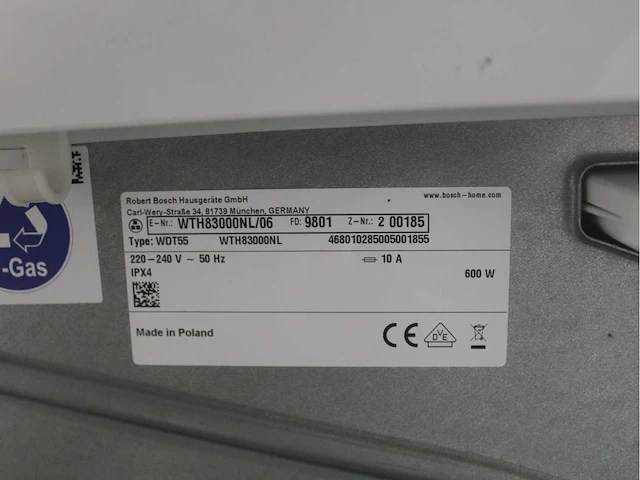 Robert Bosch Hausgeräte GmbH
www.bosch-home.com
Carl-Wery-Straße 34, 81739 München, GERMANY
E-Nr.: WTH83000NL/06 FD: 9801 Z-Nr.: 2 00185
Type: WDT55 WTH83000NL 468010285005001855
220-240 V ~ 50 Hz 10 A
IPX4 600 W
Made in Poland
CE DVE
-Gas